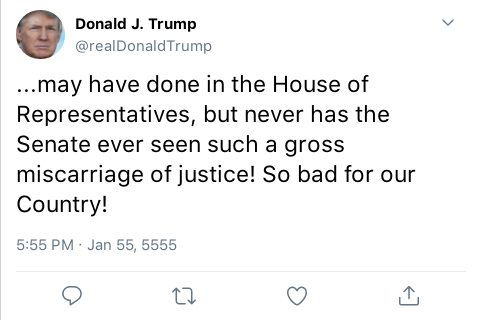 Donald J. Trump
@realDonaldTrump
...may have done in the House of
Representatives, but never has the
Senate ever seen such a gross
miscarriage of justice! So bad for our
Country!
5:55 PM · Jan 55, 5555